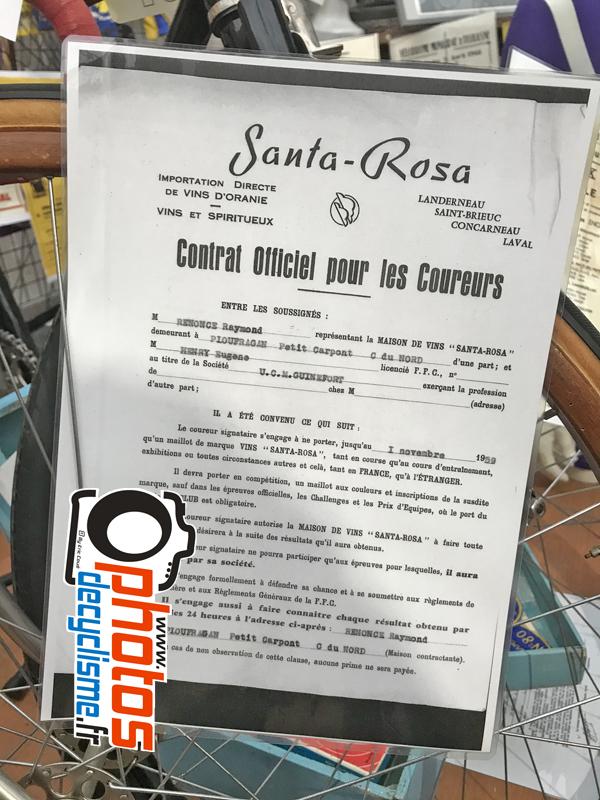 Santa-Rosa
IMPORTATION DIRECTE
DE VINS D'ORANIE
VINS ET SPIRITUEUX
LANDERNEAU
SAINT-BRIEUC
CONCARNEAU
LAVAL
Contrat Officiel pour les Coureurs
ENTRE LES SOUSSIGNÉS :
M RENONCE Raymond représentant la MAISON DE VINS "SANTA-ROSA"
demeurant à PLOUFRAGAN Petit Carpont C du NORD d'une part ; et
M HENRY Eugene licencié F.F.C., n°
au titre de la Société U.C.M.GUINEFORT exerçant la profession
de chez M (adresse)
d'autre part ;
IL A ÉTÉ CONVENU CE QUI SUIT :
Le coureur signataire s'engage à ne porter, jusqu'au I novembre 1959
qu'un maillot de marque VINS "SANTA-ROSA", tant en course qu'au cours d'entraînement,
exhibitions ou toutes circonstances autres et celà, tant en FRANCE, qu'à l'ÉTRANGER.
Il devra porter en compétition, un maillot aux couleurs et inscriptions de la susdite
marque, sauf dans les épreuves officielles, les Challenges et les Prix d'Equipes, où le port du
CLUB est obligatoire.
coureur signataire autorise la MAISON DE VINS "SANTA-ROSA" à faire toute
désirera à la suite des résultats qu'il aura obtenus.
signataire ne pourra participer qu'aux épreuves pour lesquelles, il aura
par sa société.
engage formellement à défendre sa chance et à se soumettre aux règlements de
et aux Règlements Généraux de la F.F.C.
Il s'engage aussi à faire connaître chaque résultat obtenu par
les 24 heures à l'adresse ci-après : RENONCE Raymond
PLOUFRAGAN Petit Carpont C du NORD (Maison contractante).
cas de non observation de cette clause, aucune prime ne sera payée.
www.
photos
decyclisme.fr